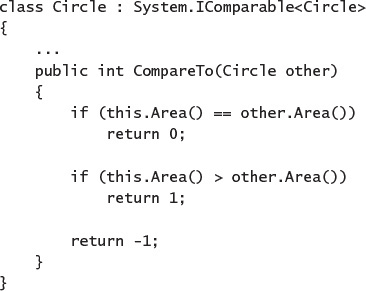 class Circle : System.IComparable<Circle>
{
    ...
    public int CompareTo(Circle other)
    {
        if (this.Area() == other.Area())
            return 0;

        if (this.Area() > other.Area())
            return 1;

        return -1;
    }
}